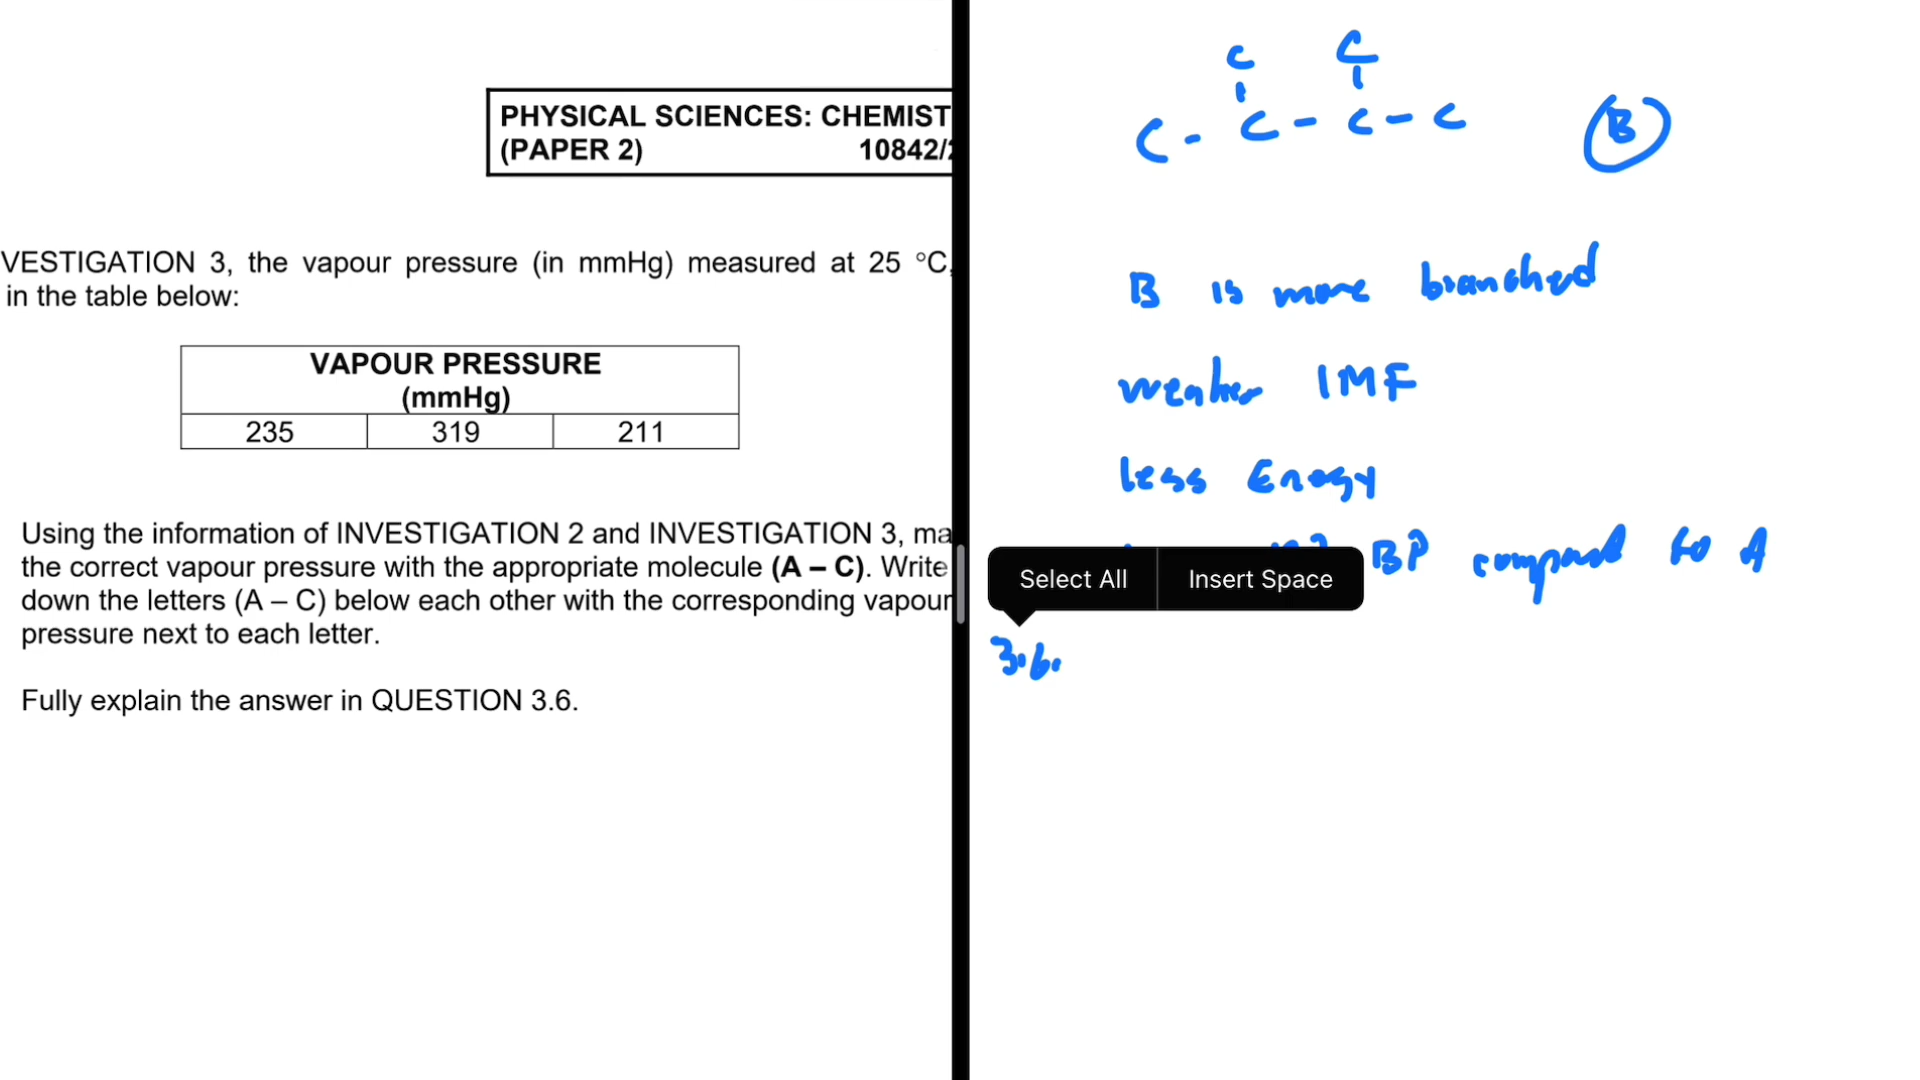 PHYSICAL SCIENCES: CHEMIST
(PAPER 2) 10842/2
VESTIGATION 3, the vapour pressure (in mmHg) measured at 25 °C,
in the table below:
VAPOUR PRESSURE
(mmHg)
235 319 211
Using the information of INVESTIGATION 2 and INVESTIGATION 3, ma
the correct vapour pressure with the appropriate molecule (A – C). Write
down the letters (A – C) below each other with the corresponding vapour
pressure next to each letter.
Fully explain the answer in QUESTION 3.6.
C C
C - C - C - C B
B is more branched
weaker IMF
less Energy
BP compared to A
Select All Insert Space
3.6.